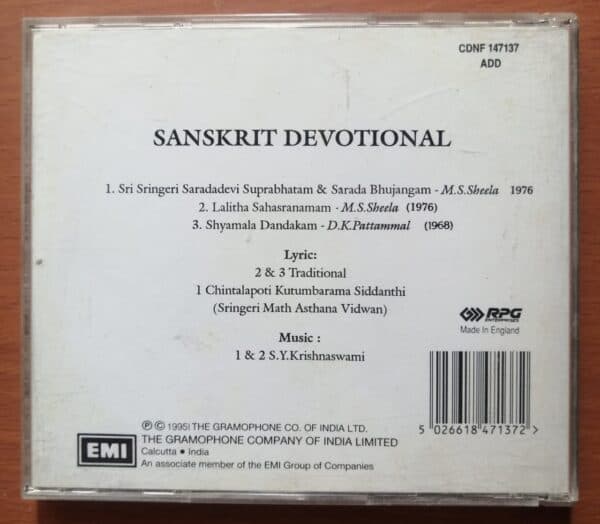 CDNF 147137
ADD
SANSKRIT DEVOTIONAL
1. Sri Sringeri Saradadevi Suprabhatam & Sarada Bhujangam - M.S.Sheela 1976
2. Lalitha Sahasranamam - M.S.Sheela (1976)
3. Shyamala Dandakam - D.K.Pattammal (1968)
Lyric:
2 & 3 Traditional
1 Chintalapoti Kutumbarama Siddanthi
(Sringeri Math Asthana Vidwan)
Music :
1 & 2 S.Y.Krishnaswami
RPG
ENTERPRISES
Made In England
5 026618 471372 >
℗ © 1995 THE GRAMOPHONE CO. OF INDIA LTD.
THE GRAMOPHONE COMPANY OF INDIA LIMITED
EMI
Calcutta • India
An associate member of the EMI Group of Companies